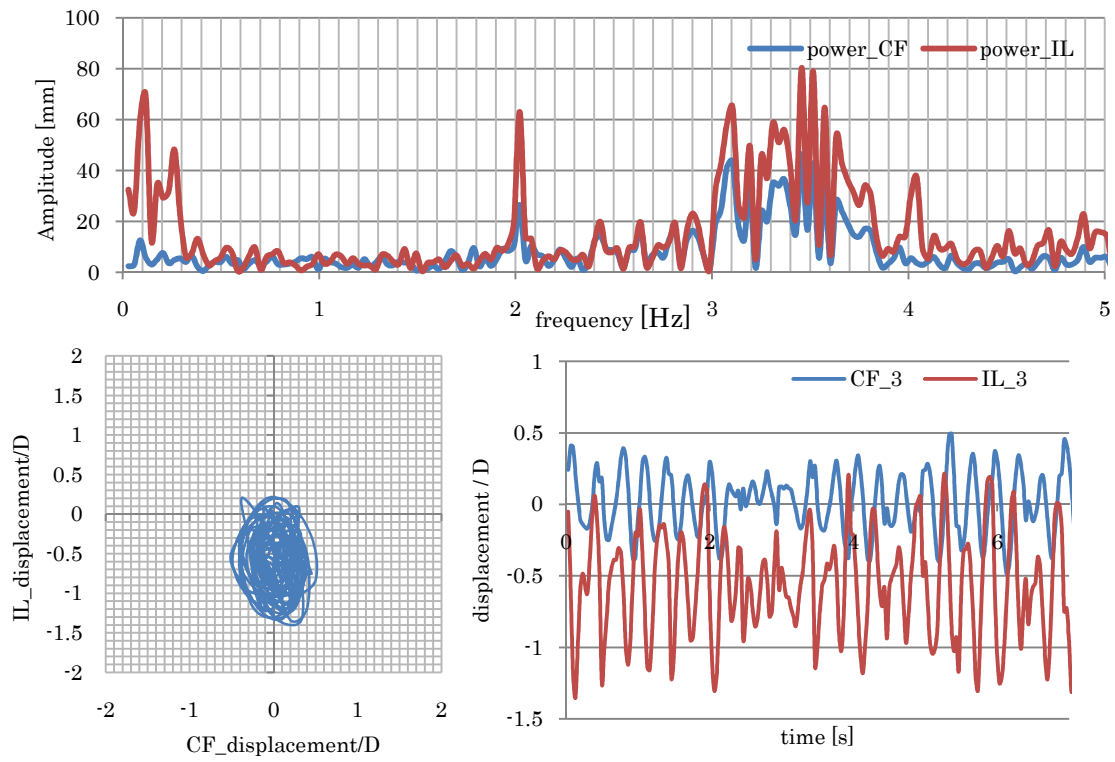 100
power_CF power_IL
80
60
40
20
0
Amplitude [mm]
0 1 2 3 4 5
frequency [Hz]
2
1.5
1
0.5
0
-0.5
-1
-1.5
-2
IL_displacement/D
-2 -1 0 1 2
CF_displacement/D
1
CF_3 IL_3
0.5
0
-0.5
-1
-1.5
displacement / D
0 2 4 6
time [s]